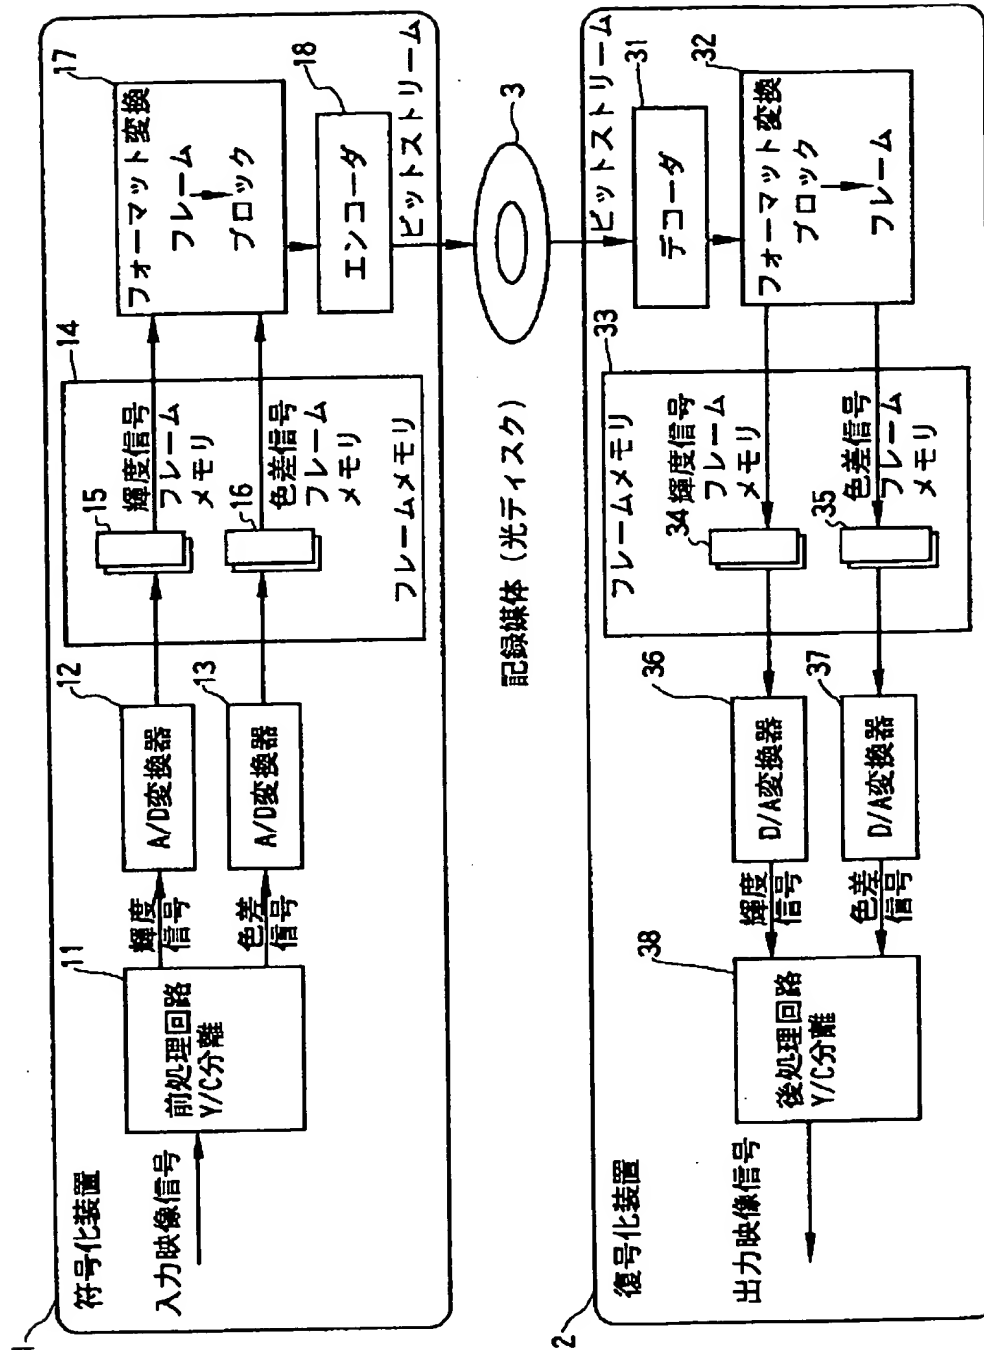 1
符号化装置
入力映像信号
11
前処理回路
Y/C分離
輝度
信号
色差
信号
12
A/D変換器
13
A/D変換器
14
15
輝度信号
フレーム
メモリ
16
色差信号
フレーム
メモリ
フレームメモリ
17
フォーマット変換
フレーム
ブロック
18
エンコーダ
ビットストリーム
3
記録媒体（光ディスク）
2
復号化装置
ビットストリーム
31
デコーダ
32
フォーマット変換
ブロック
フレーム
33
フレームメモリ
34
輝度信号
フレーム
メモリ
35
色差信号
フレーム
メモリ
36
D/A変換器
37
D/A変換器
輝度
信号
色差
信号
38
後処理回路
Y/C分離
出力映像信号